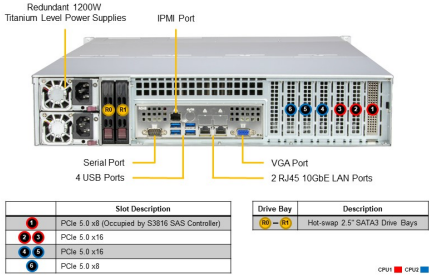 Redundant 1200W
Titanium Level Power Supplies
IPMI Port
R0 R1
6 5 4 3 2 1
Serial Port
4 USB Ports
VGA Port
2 RJ45 10GbE LAN Ports
Slot Description
1 PCIe 5.0 x8 (Occupied by S3816 SAS Controller)
2 3 PCIe 5.0 x16
4 5 PCIe 5.0 x16
6 PCIe 5.0 x8
Drive Bay Description
R0 – R1 Hot-swap 2.5" SATA3 Drive Bays
CPU1 CPU2